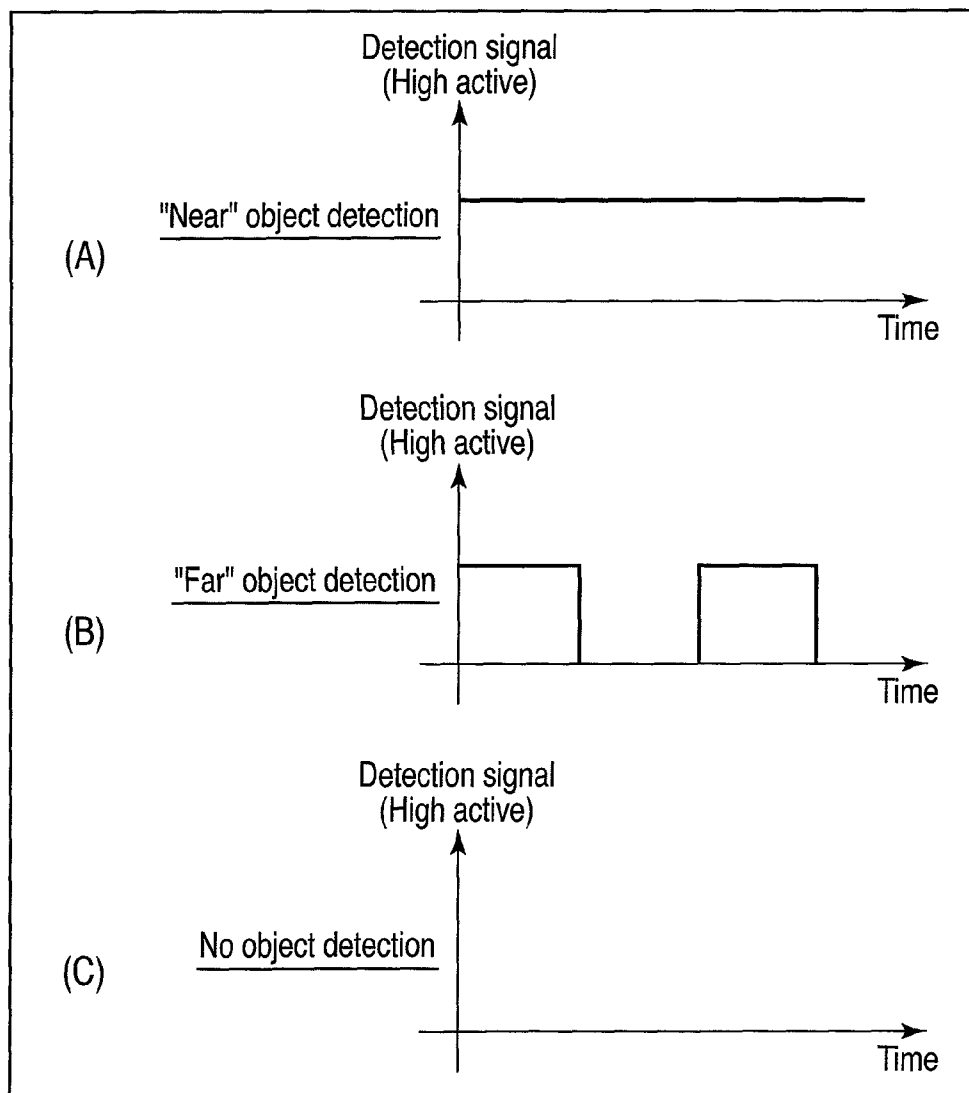 Detection signal
(High active)
"Near" object detection
(A)
Time
Detection signal
(High active)
"Far" object detection
(B)
Time
Detection signal
(High active)
No object detection
(C)
Time